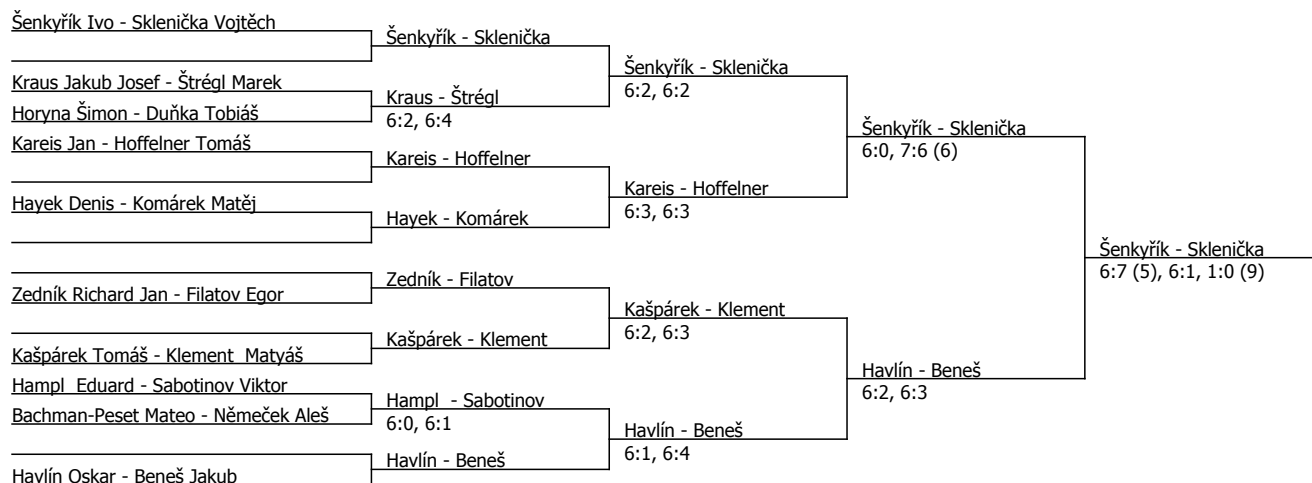 Šenkyřík Ivo - Sklenička Vojtěch
Šenkyřík - Sklenička
Šenkyřík - Sklenička
6:2, 6:2
Kraus Jakub Josef - Štrégl Marek
Kraus - Štrégl
6:2, 6:4
Horyna Šimon - Duňka Tobiáš
Šenkyřík - Sklenička
6:0, 7:6 (6)
Kareis Jan - Hoffelner Tomáš
Kareis - Hoffelner
Kareis - Hoffelner
6:3, 6:3
Hayek Denis - Komárek Matěj
Hayek - Komárek
Šenkyřík - Sklenička
6:7 (5), 6:1, 1:0 (9)
Zedník - Filatov
Zedník Richard Jan - Filatov Egor
Kašpárek - Klement
6:2, 6:3
Kašpárek - Klement
Kašpárek Tomáš - Klement  Matyáš
Havlín - Beneš
6:2, 6:3
Hampl  Eduard - Sabotinov Viktor
Hampl  - Sabotinov
6:0, 6:1
Bachman-Peset Mateo - Němeček Aleš
Havlín - Beneš
6:1, 6:4
Havlín - Beneš
Havlín Oskar - Beneš Jakub